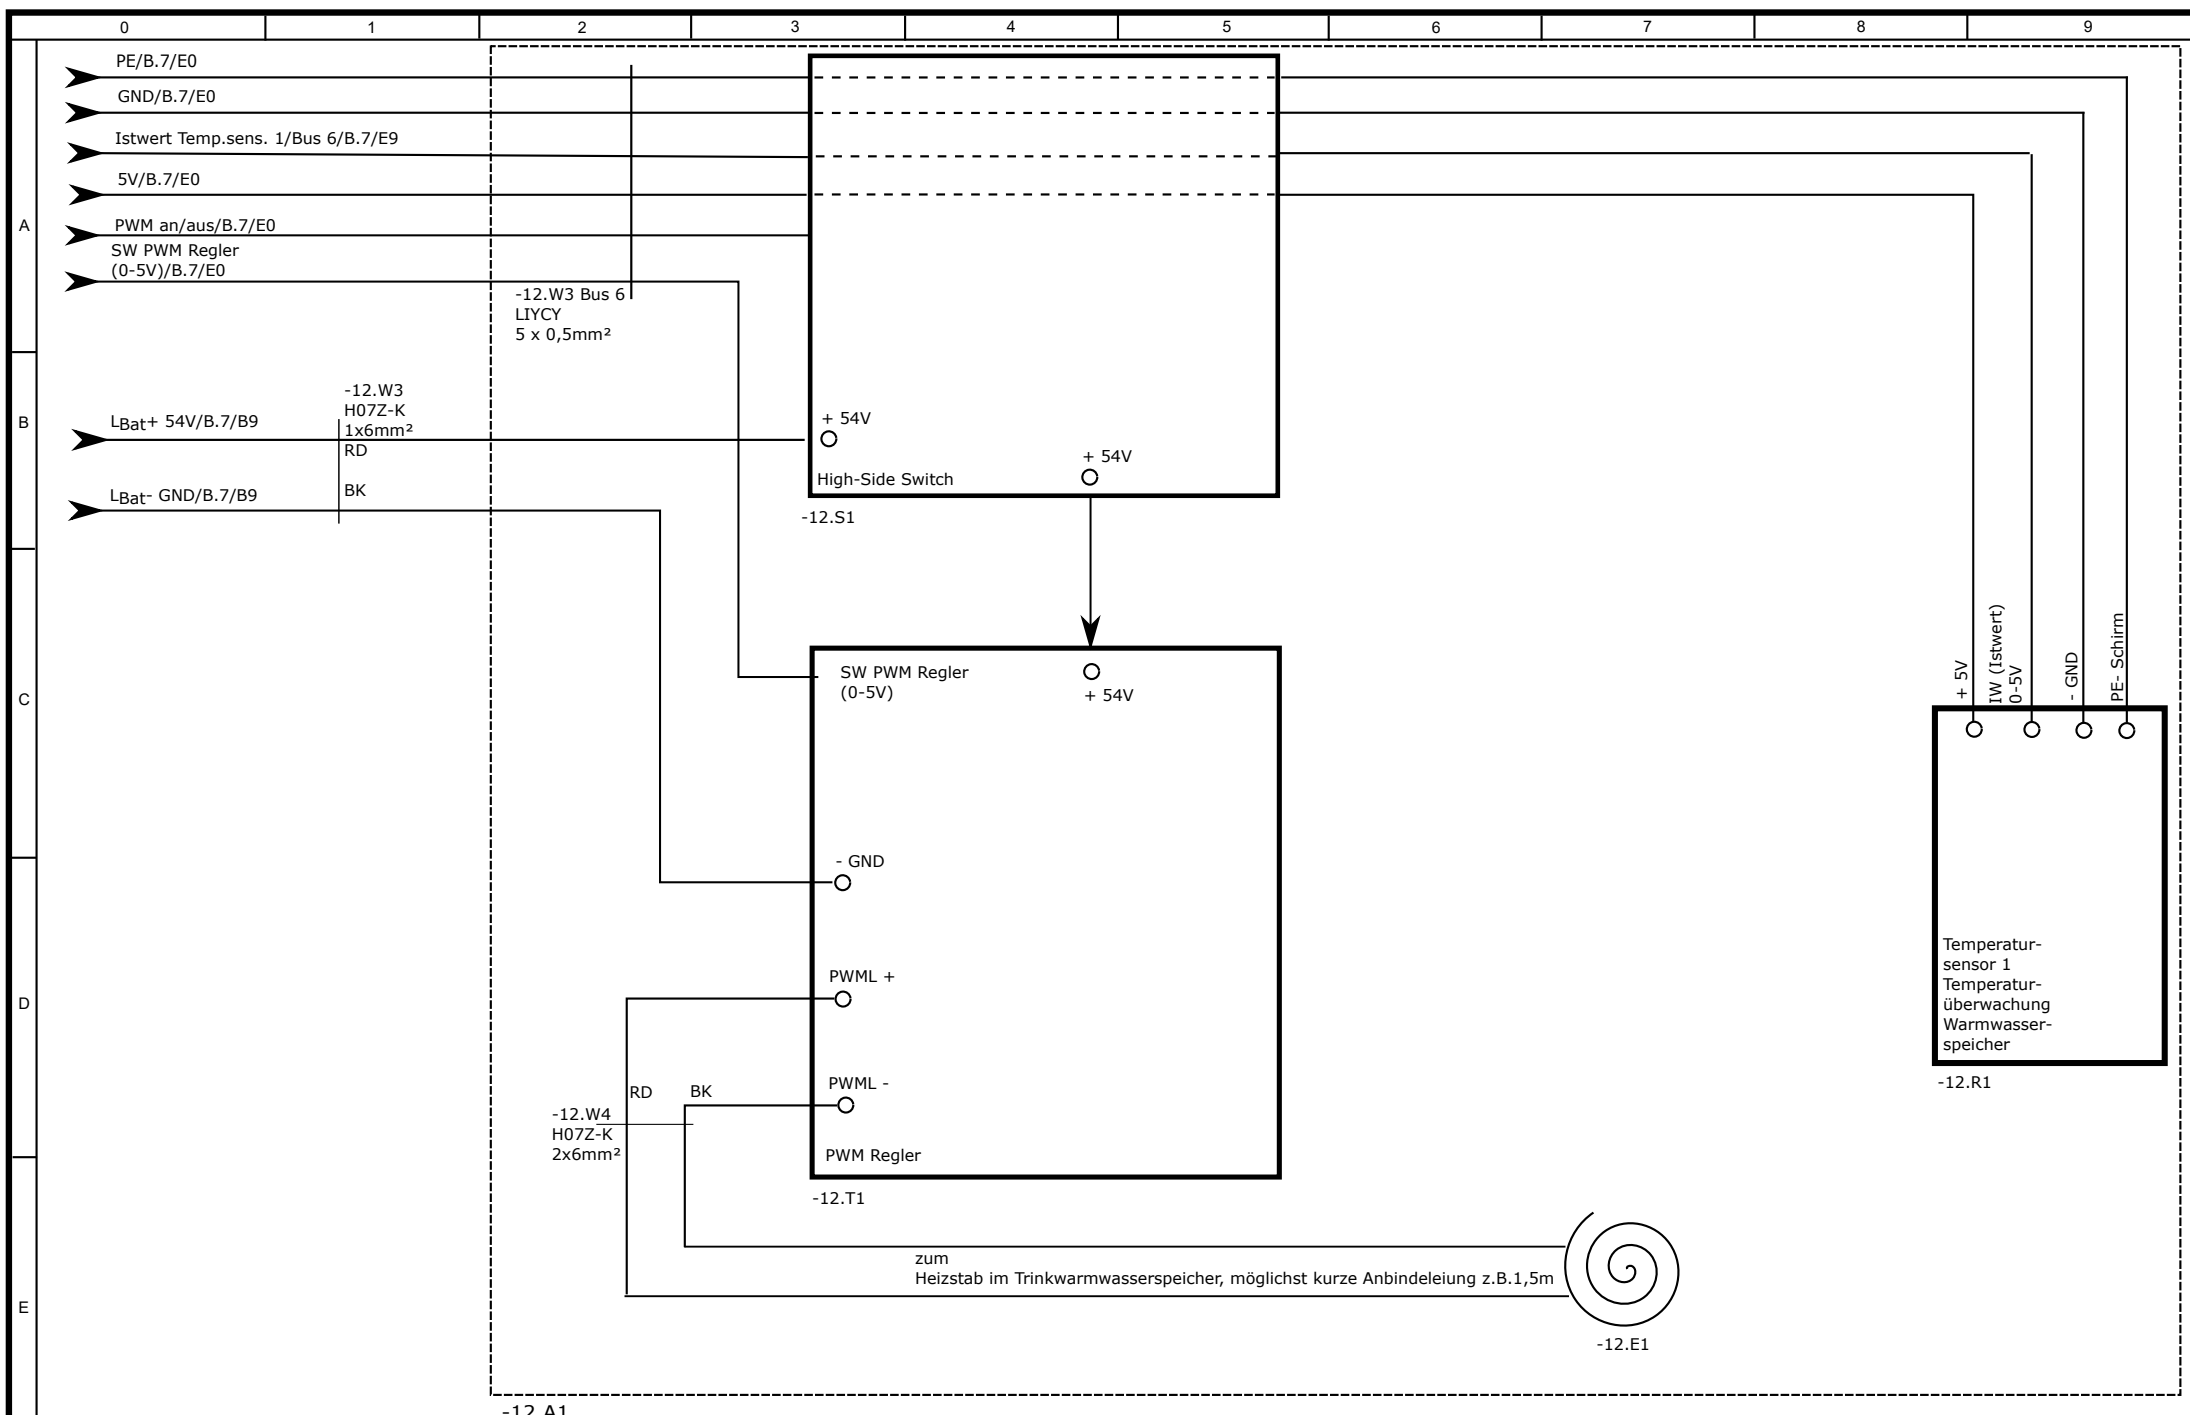 0 1 2 3 4 5 6 7 8 9
PE/B.7/E0
GND/B.7/E0
Istwert Temp.sens. 1/Bus 6/B.7/E9
5V/B.7/E0
A
PWM an/aus/B.7/E0
SW PWM Regler
(0-5V)/B.7/E0
-12.W3 Bus 6
LIYCY
5 x 0,5mm²
B
-12.W3
H07Z-K
1x6mm²
RD
BK
LBat+ 54V/B.7/B9
LBat- GND/B.7/B9
+ 54V
+ 54V
High-Side Switch
-12.S1
C
SW PWM Regler
(0-5V)
+ 54V
+ 5V
IW (Istwert)
0-5V
- GND
PE- Schirm
- GND
D
PWML +
PWML -
PWM Regler
-12.T1
RD
BK
-12.W4
H07Z-K
2x6mm²
Temperatur-
sensor 1
Temperatur-
überwachung
Warmwasser-
speicher
-12.R1
E
zum
Heizstab im Trinkwarmwasserspeicher, möglichst kurze Anbindeleiung z.B.1,5m
-12.E1
-12.A1